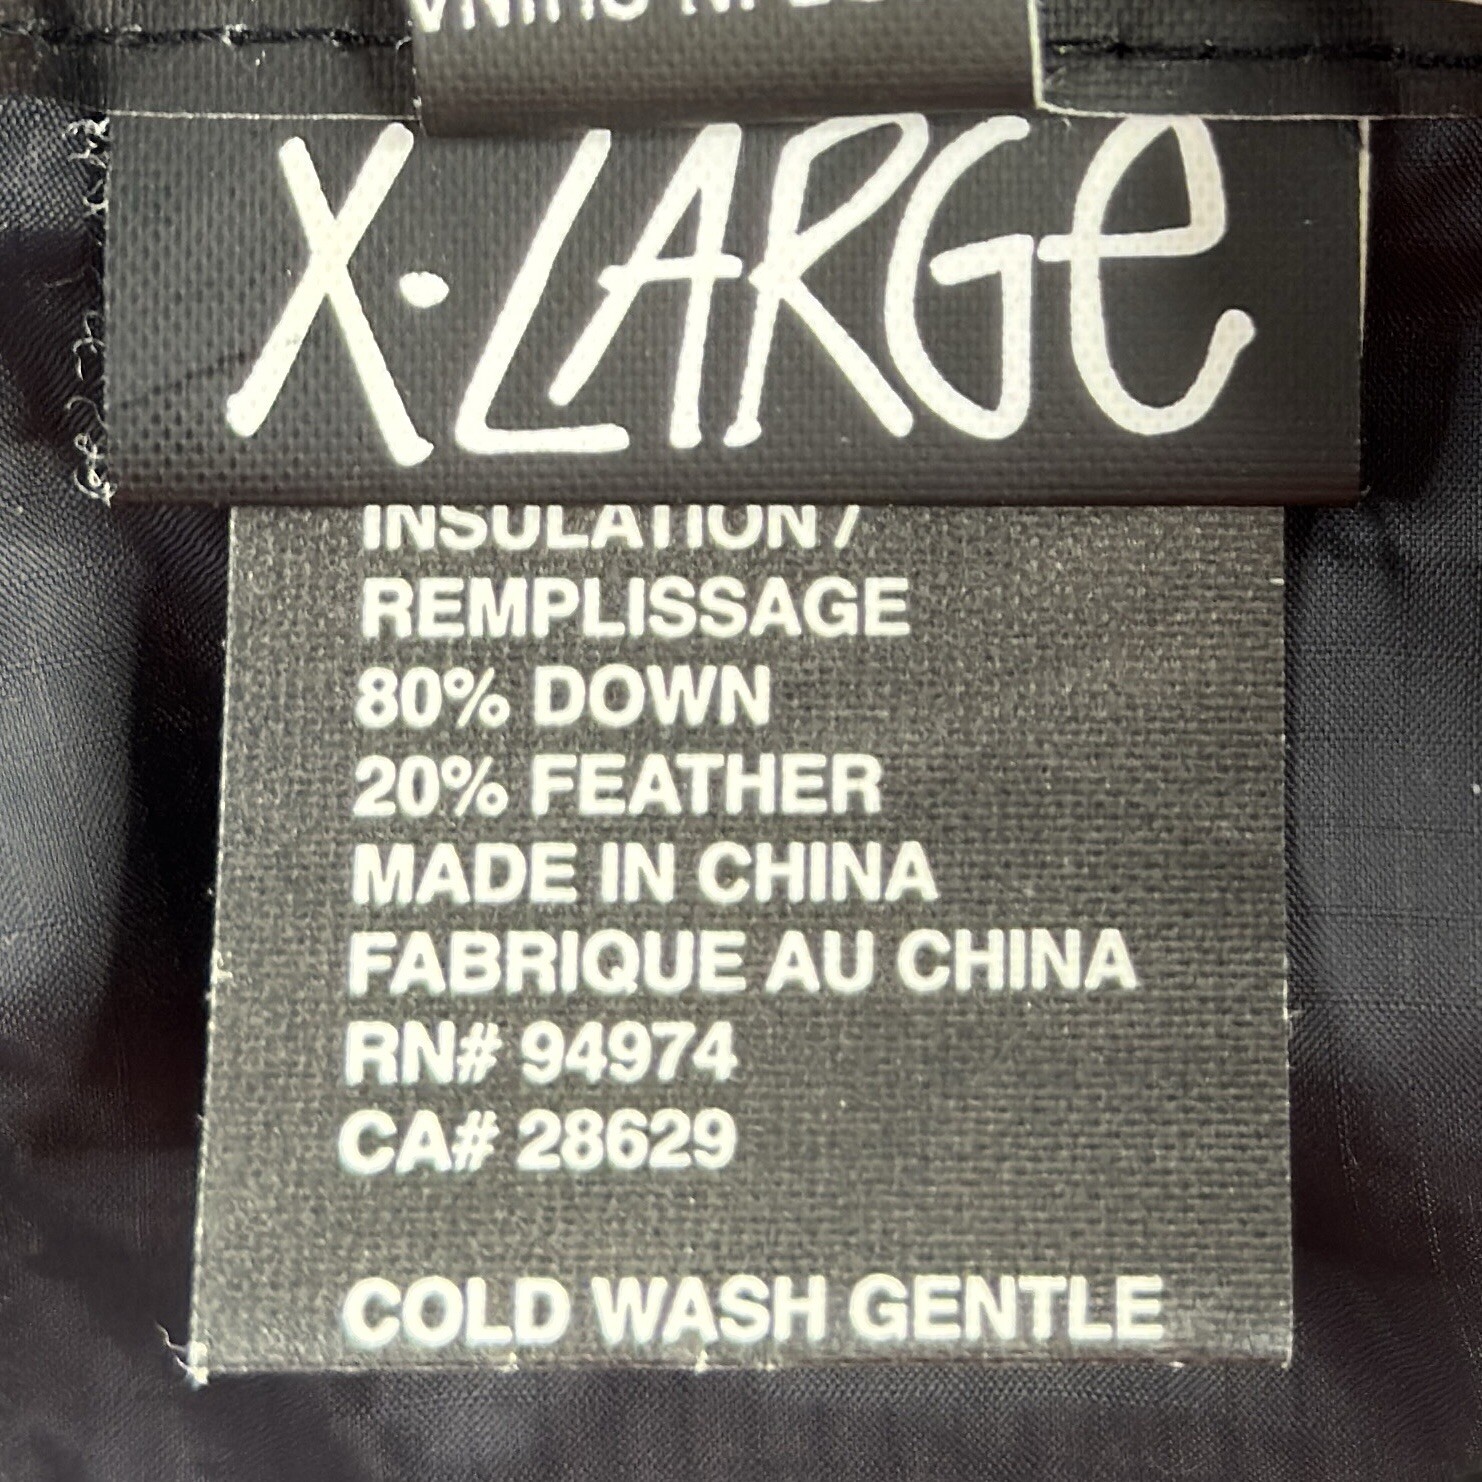 X·LARGe
INSULATION /
REMPLISSAGE
80% DOWN
20% FEATHER
MADE IN CHINA
FABRIQUE AU CHINA
RN# 94974
CA# 28629
COLD WASH GENTLE